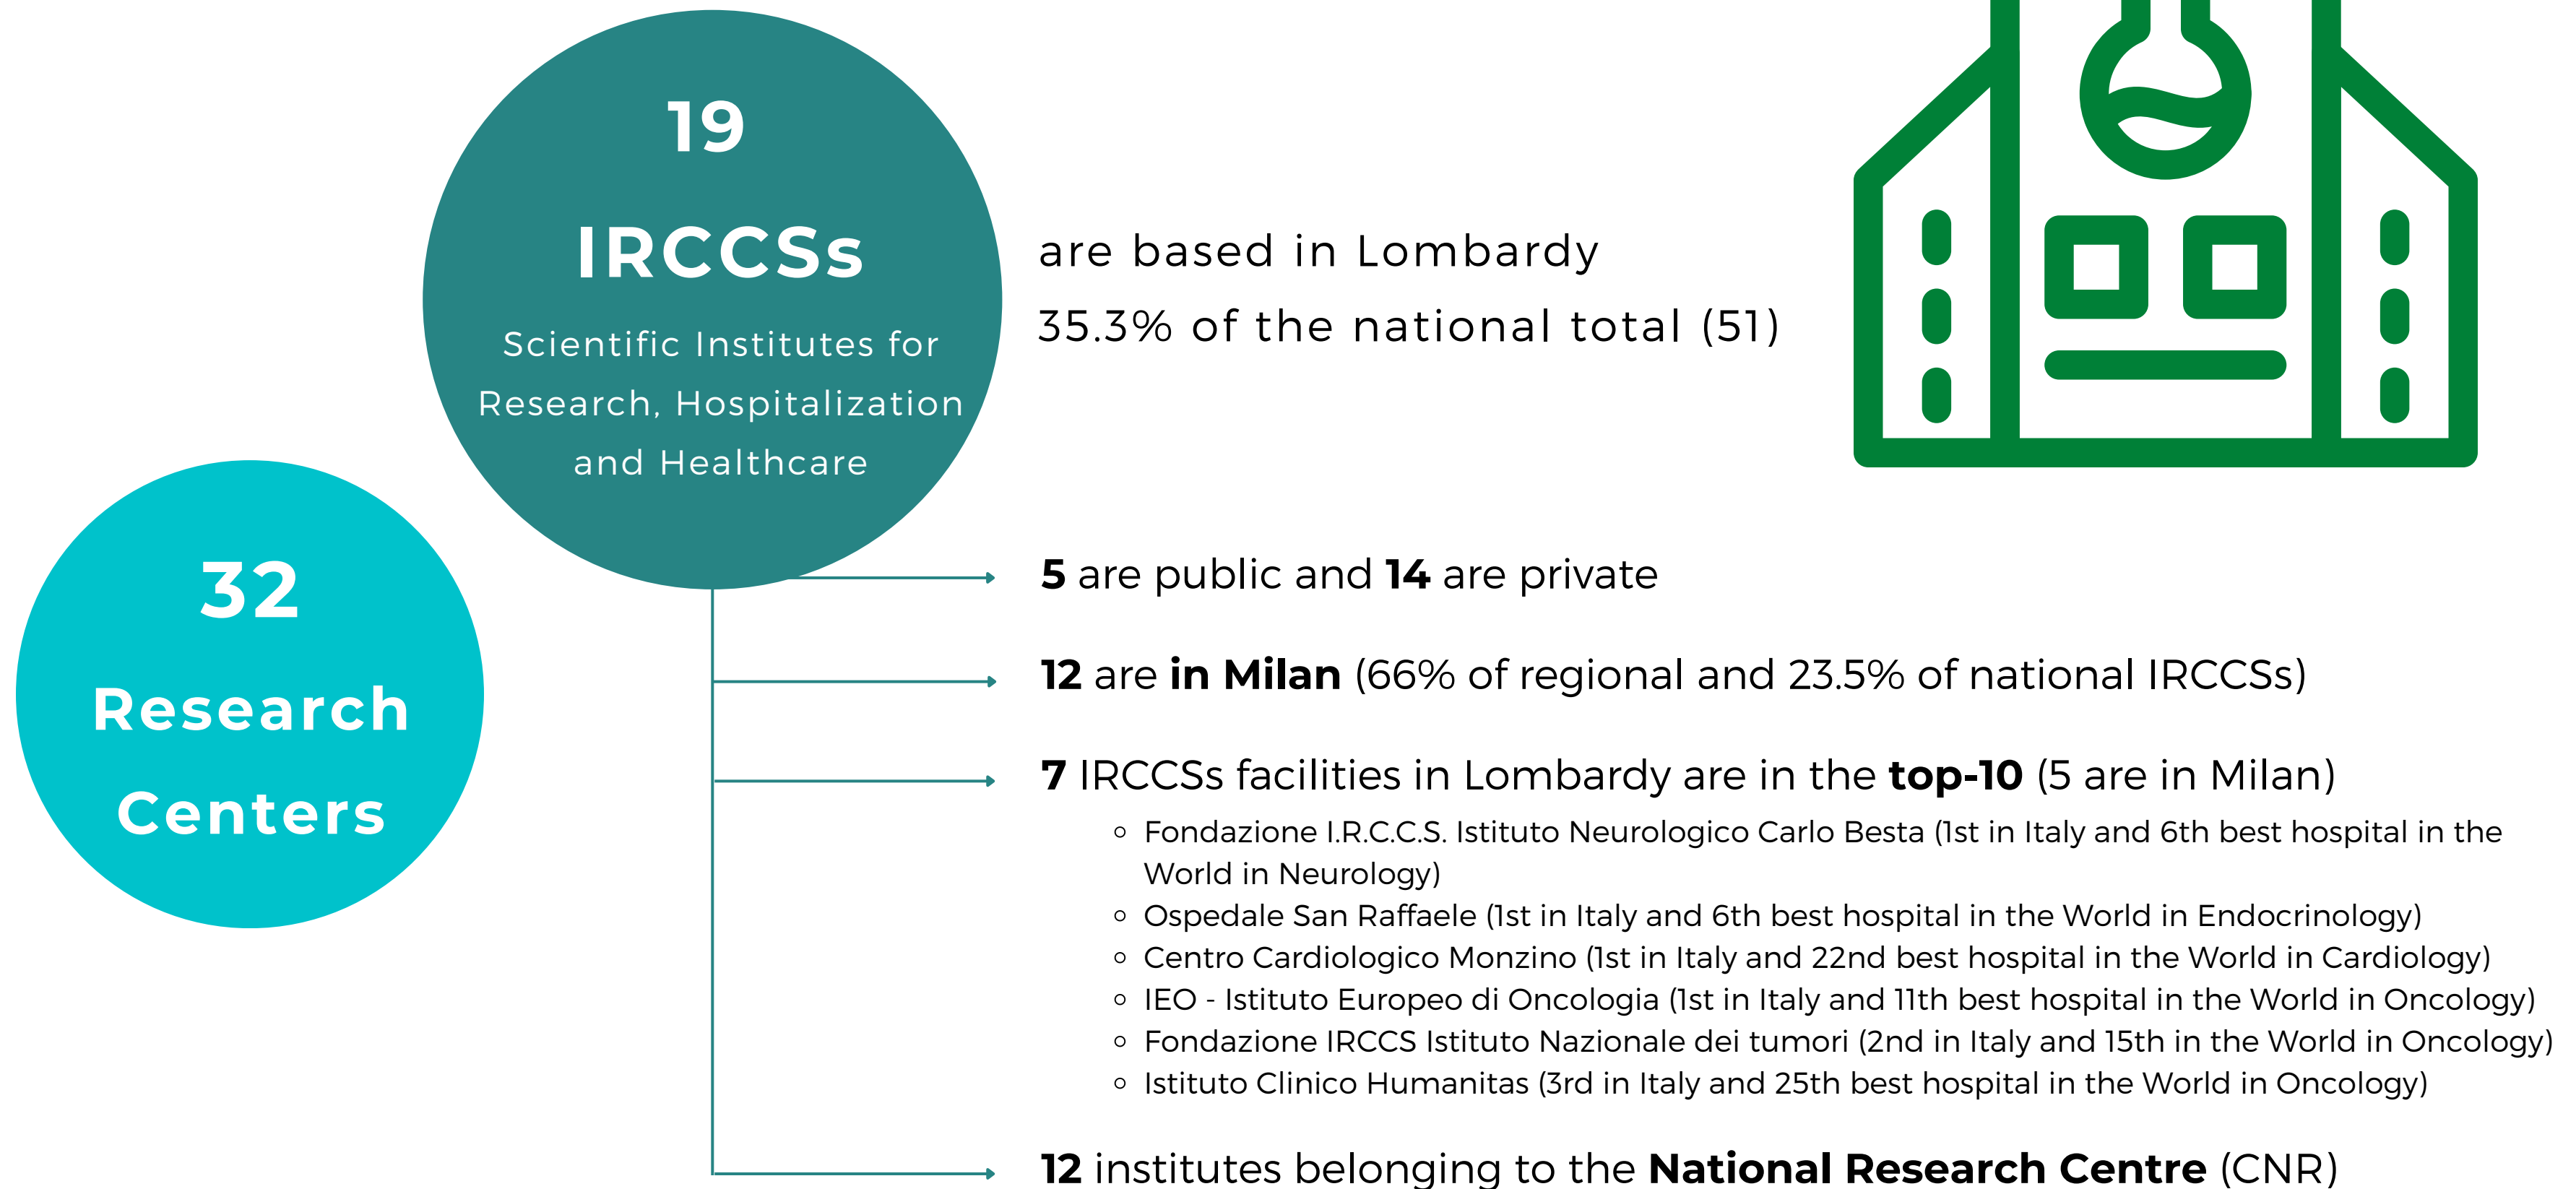 19
IRCCSs
Scientific Institutes for
Research, Hospitalization
and Healthcare
are based in Lombardy
35.3% of the national total (51)
32
Research
Centers
5 are public and 14 are private
12 are in Milan (66% of regional and 23.5% of national IRCCSs)
7 IRCCSs facilities in Lombardy are in the top-10 (5 are in Milan)
Fondazione I.R.C.C.S. Istituto Neurologico Carlo Besta (1st in Italy and 6th best hospital in the
World in Neurology)
Ospedale San Raffaele (1st in Italy and 6th best hospital in the World in Endocrinology)
Centro Cardiologico Monzino (1st in Italy and 22nd best hospital in the World in Cardiology)
IEO - Istituto Europeo di Oncologia (1st in Italy and 11th best hospital in the World in Oncology)
Fondazione IRCCS Istituto Nazionale dei tumori (2nd in Italy and 15th in the World in Oncology)
Istituto Clinico Humanitas (3rd in Italy and 25th best hospital in the World in Oncology)
12 institutes belonging to the National Research Centre (CNR)